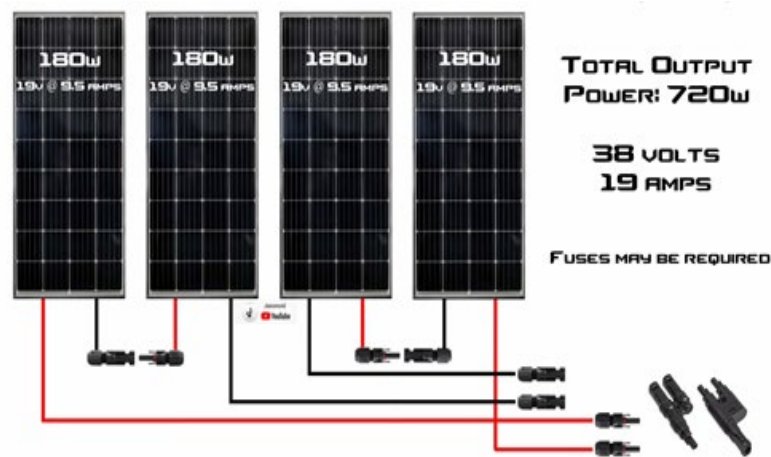 180w
19v @ 9.5 amps
180w
19v @ 9.5 amps
180w
19v @ 9.5 amps
180w
19v @ 9.5 amps
Total Output
Power: 720w
38 volts
19 amps
Fuses may be required
YouTube